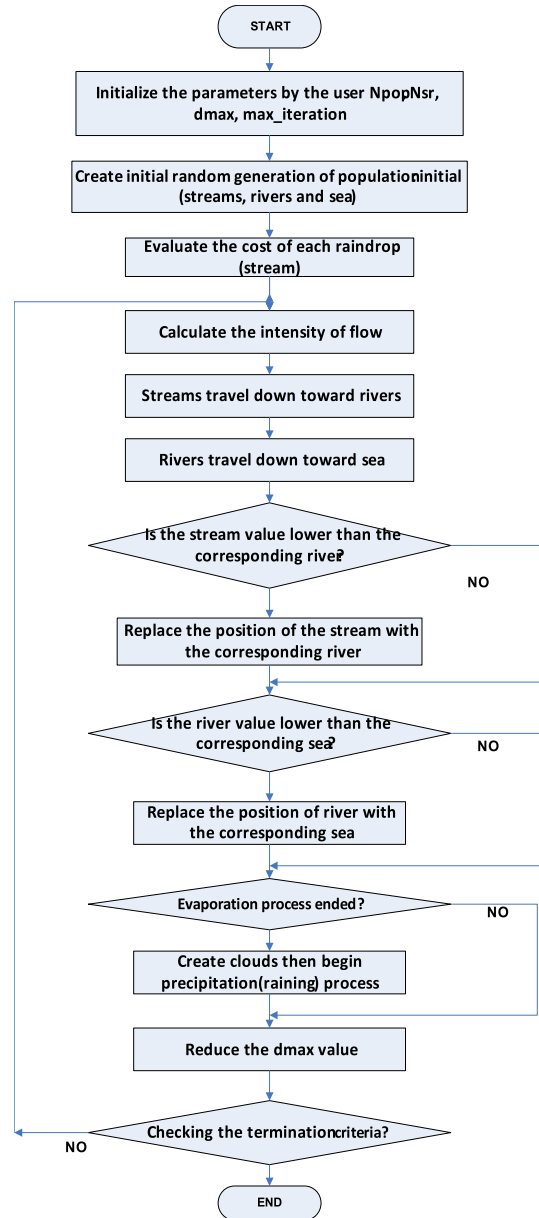 START
Initialize the parameters by the user NpopNsr,
dmax, max_iteration
Create initial random generation of populationinitial
(streams, rivers and sea)
Evaluate the cost of each raindrop
(stream)
Calculate the intensity of flow
Streams travel down toward rivers
Rivers travel down toward sea
Is the stream value lower than the
corresponding river?
NO
Replace the position of the stream with
the corresponding river
Is the river value lower than the
corresponding sea?
NO
Replace the position of river with
the corresponding sea
Evaporation process ended?
NO
Create clouds then begin
precipitation(raining) process
Reduce the dmax value
Checking the terminationcriteria?
NO
END